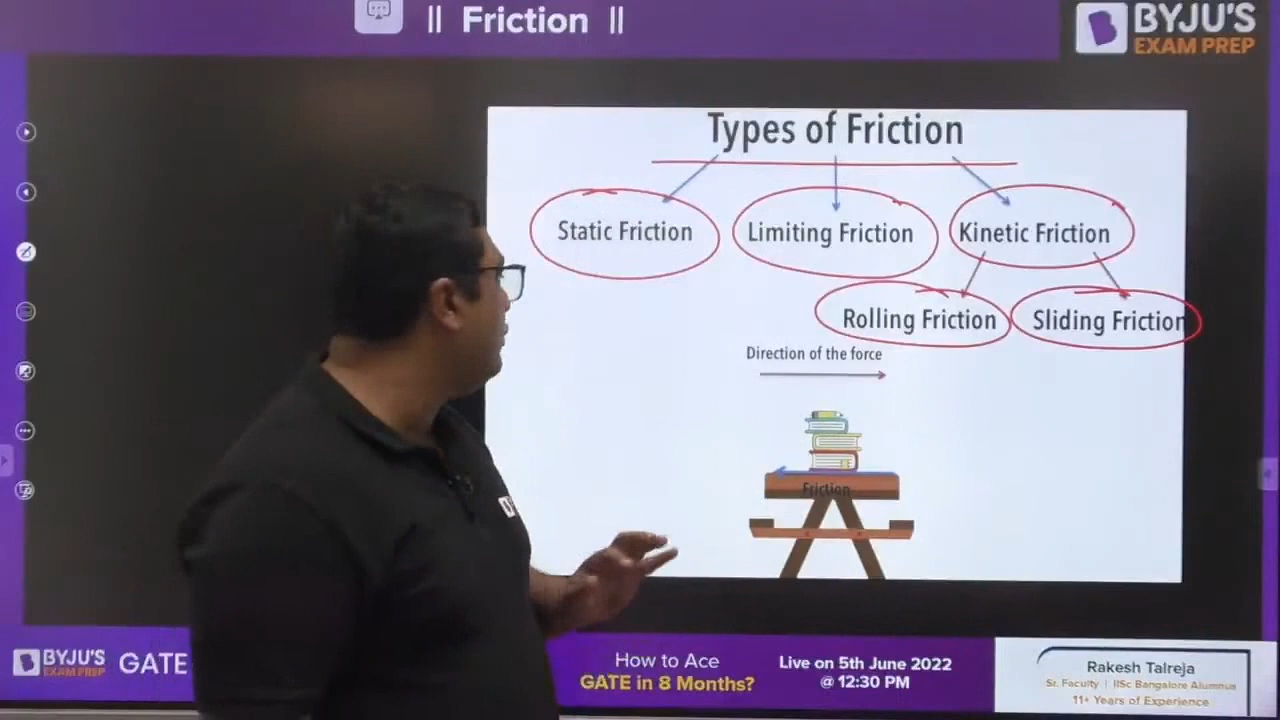 || Friction ||
BYJU'S
EXAM PREP
Types of Friction
Static Friction
Limiting Friction
Kinetic Friction
Rolling Friction
Sliding Friction
Direction of the force
Friction
BYJU'S
EXAM PREP
GATE
How to Ace
GATE in 8 Months?
Live on 5th June 2022
@ 12:30 PM
Rakesh Talreja
Sr. Faculty | IISc Bangalore Alumnus
11+ Years of Experience